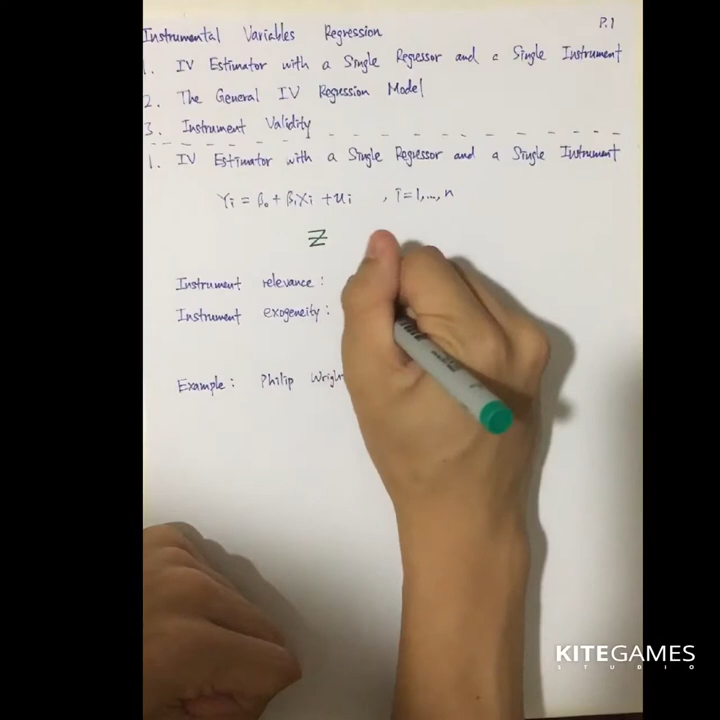 P.1
Instrumental Variables Regression
1. IV Estimator with a Single Regressor and a Single Instrument
2. The General IV Regression Model
3. Instrument Validity
1. IV Estimator with a Single Regressor and a Single Instrument
Yi = β0 + β1Xi + ui , i=1,...,n
Z
Instrument relevance :
Instrument exogeneity :
Example : Philip Wright
KITEGAMES
STUDIO